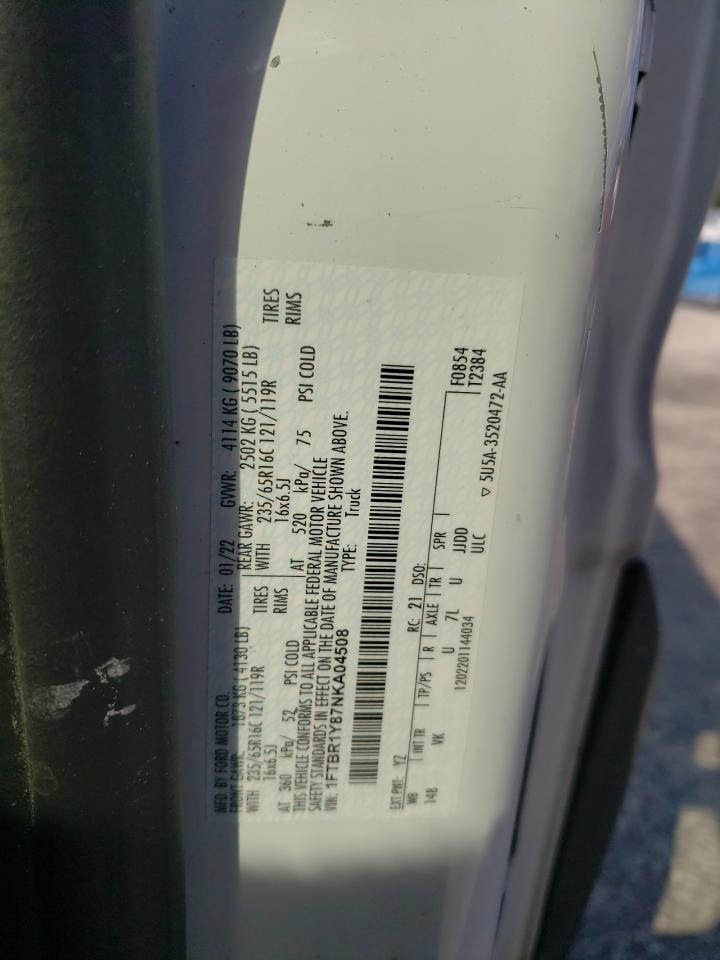 MFD. BY FORD MOTOR CO.
DATE: 01/22 GVWR: 4114 KG ( 9070 LB)
FRONT GAWR: 1873 KG ( 4130 LB) REAR GAWR: 2502 KG ( 5515 LB)
WITH 235/65R16C 121/119R TIRES WITH 235/65R16C 121/119R TIRES
16x6.5J RIMS 16x6.5J RIMS
AT 360 kPa/ 52 PSI COLD AT 520 kPa/ 75 PSI COLD
THIS VEHICLE CONFORMS TO ALL APPLICABLE FEDERAL MOTOR VEHICLE
SAFETY STANDARDS IN EFFECT ON THE DATE OF MANUFACTURE SHOWN ABOVE.
VIN: 1FTBR1Y87NKA04508 TYPE: Truck
EXT PNT: YZ RC: 21 DSO: F0854
WB INT TR TP/PS R AXLE TR SPR T2384
148 VK U 7L U JJDD
1202201144034 ULC
▽ 5U5A-3520472-AA